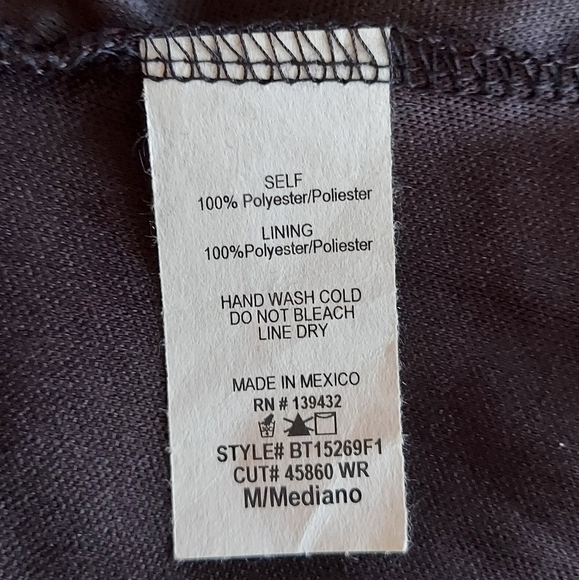 SELF
100% Polyester/Poliester
LINING
100%Polyester/Poliester
HAND WASH COLD
DO NOT BLEACH
LINE DRY
MADE IN MEXICO
RN # 139432
STYLE# BT15269F1
CUT# 45860 WR
M/Mediano